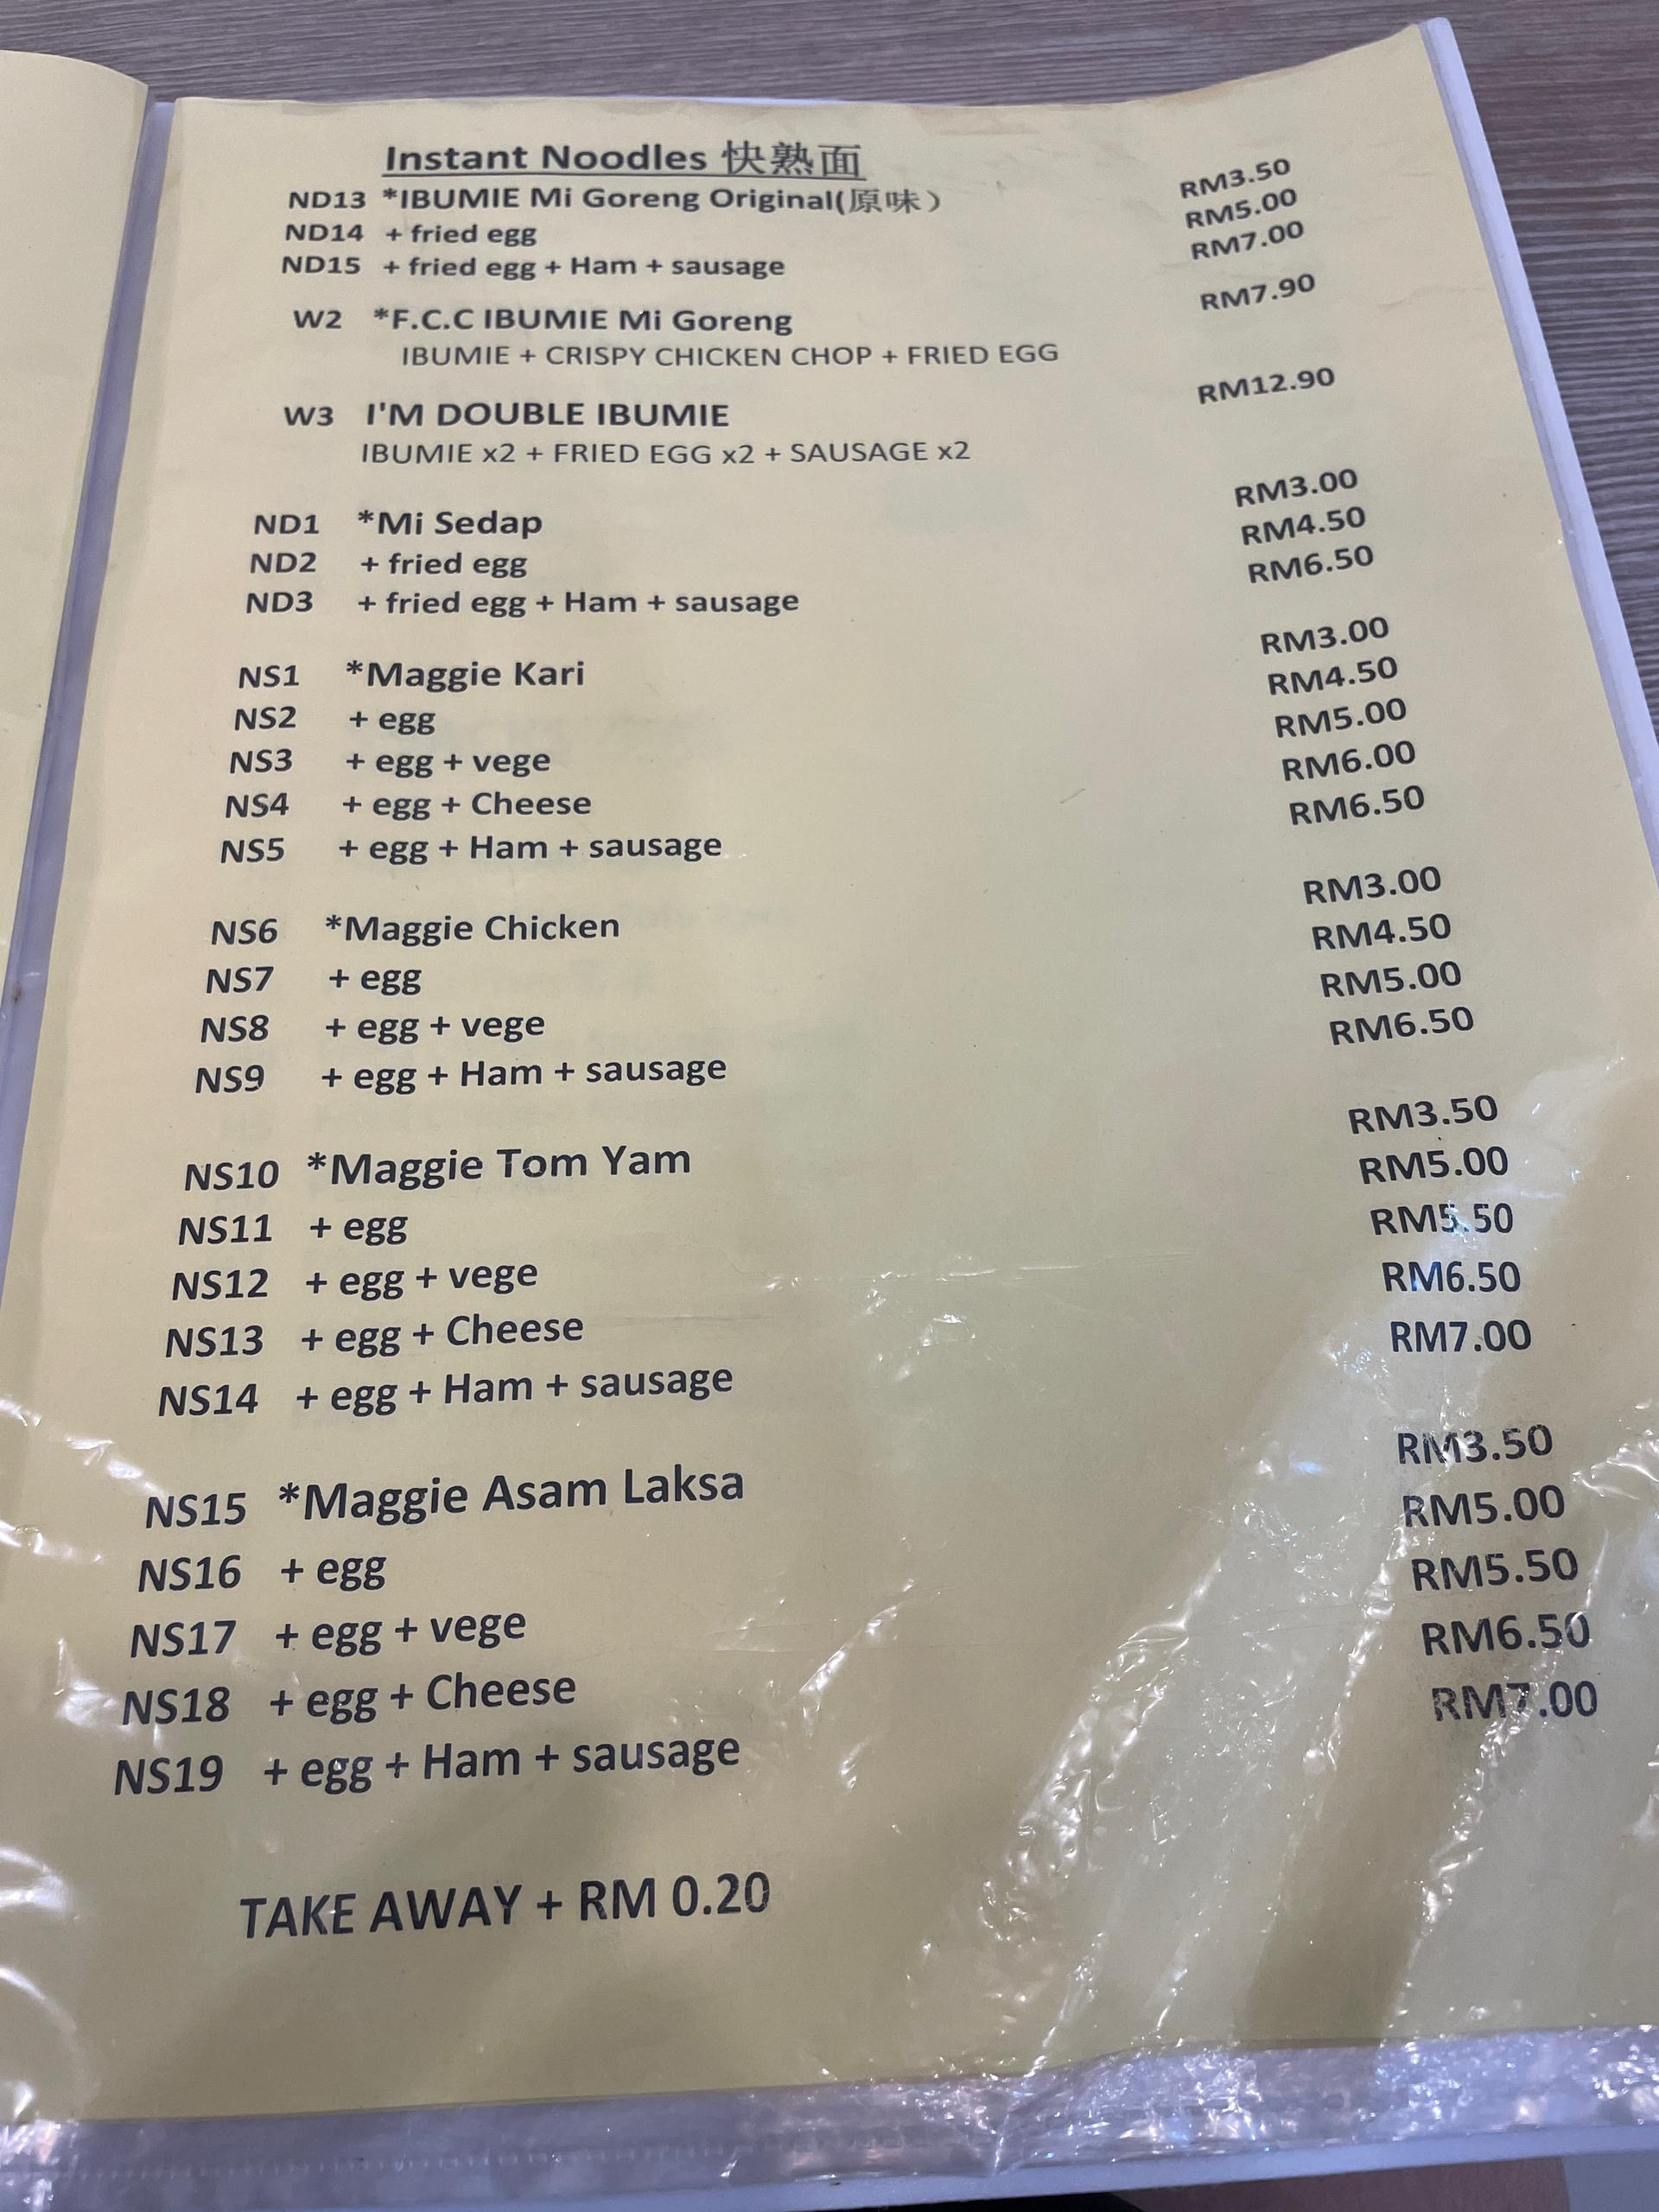 Instant Noodles 快熟面
ND13 *IBUMIE Mi Goreng Original(原味) RM3.50
ND14 + fried egg RM5.00
ND15 + fried egg + Ham + sausage RM7.00
W2 *F.C.C IBUMIE Mi Goreng RM7.90
IBUMIE + CRISPY CHICKEN CHOP + FRIED EGG
W3 I'M DOUBLE IBUMIE RM12.90
IBUMIE x2 + FRIED EGG x2 + SAUSAGE x2
ND1 *Mi Sedap RM3.00
ND2 + fried egg RM4.50
ND3 + fried egg + Ham + sausage RM6.50
NS1 *Maggie Kari RM3.00
NS2 + egg RM4.50
NS3 + egg + vege RM5.00
NS4 + egg + Cheese RM6.00
NS5 + egg + Ham + sausage RM6.50
NS6 *Maggie Chicken RM3.00
NS7 + egg RM4.50
NS8 + egg + vege RM5.00
NS9 + egg + Ham + sausage RM6.50
NS10 *Maggie Tom Yam RM3.50
NS11 + egg RM5.00
NS12 + egg + vege RM5.50
NS13 + egg + Cheese RM6.50
NS14 + egg + Ham + sausage RM7.00
NS15 *Maggie Asam Laksa RM3.50
NS16 + egg RM5.00
NS17 + egg + vege RM5.50
NS18 + egg + Cheese RM6.50
NS19 + egg + Ham + sausage RM7.00
TAKE AWAY + RM 0.20